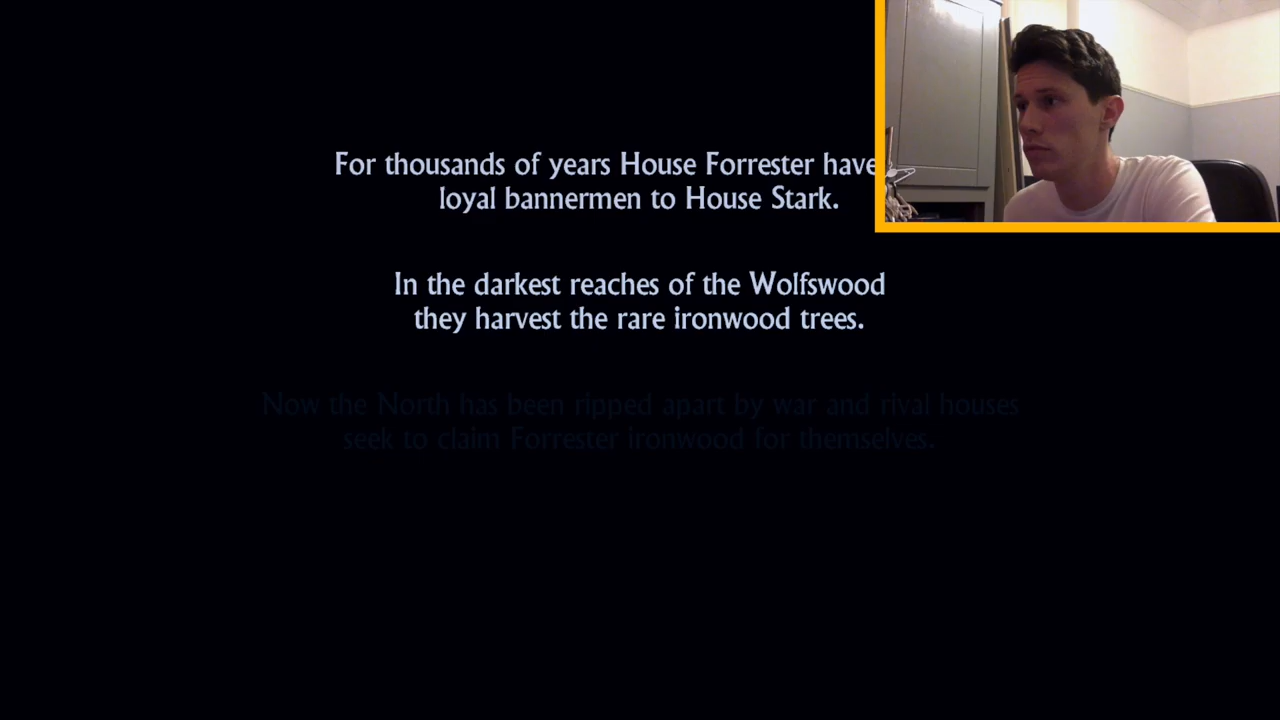 For thousands of years House Forrester have
loyal bannermen to House Stark.
In the darkest reaches of the Wolfswood
they harvest the rare ironwood trees.
Now the North has been ripped apart by war and rival houses
seek to claim Forrester ironwood for themselves.